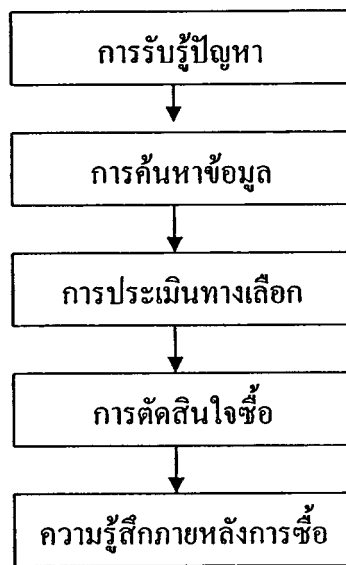 การรับรู้ปัญหา
การค้นหาข้อมูล
การประเมินทางเลือก
การตัดสินใจซื้อ
ความรู้สึกภายหลังการซื้อ